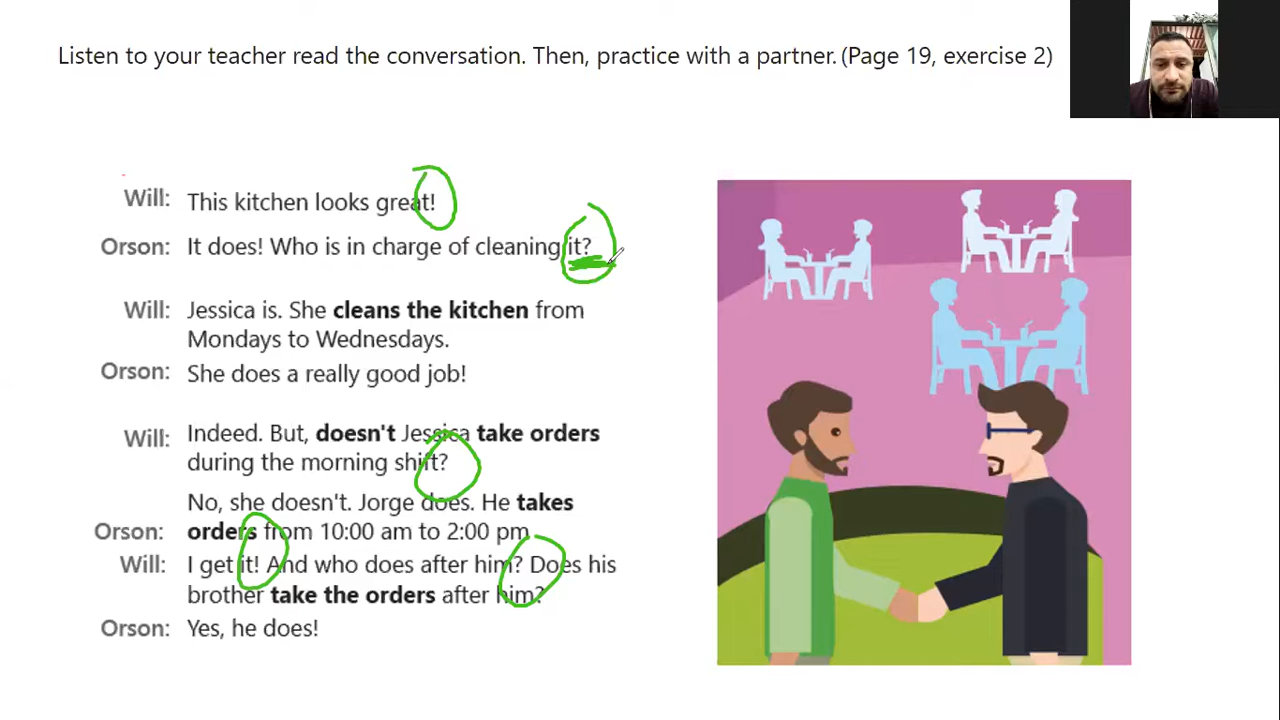 Listen to your teacher read the conversation. Then, practice with a partner. (Page 19, exercise 2)
Will: This kitchen looks great!
Orson: It does! Who is in charge of cleaning it?
Will: Jessica is. She cleans the kitchen from
Mondays to Wednesdays.
Orson: She does a really good job!
Will: Indeed. But, doesn't Jessica take orders
during the morning shift?
No, she doesn't. Jorge does. He takes
Orson: orders from 10:00 am to 2:00 pm
Will: I get it! And who does after him? Does his
brother take the orders after him?
Orson: Yes, he does!